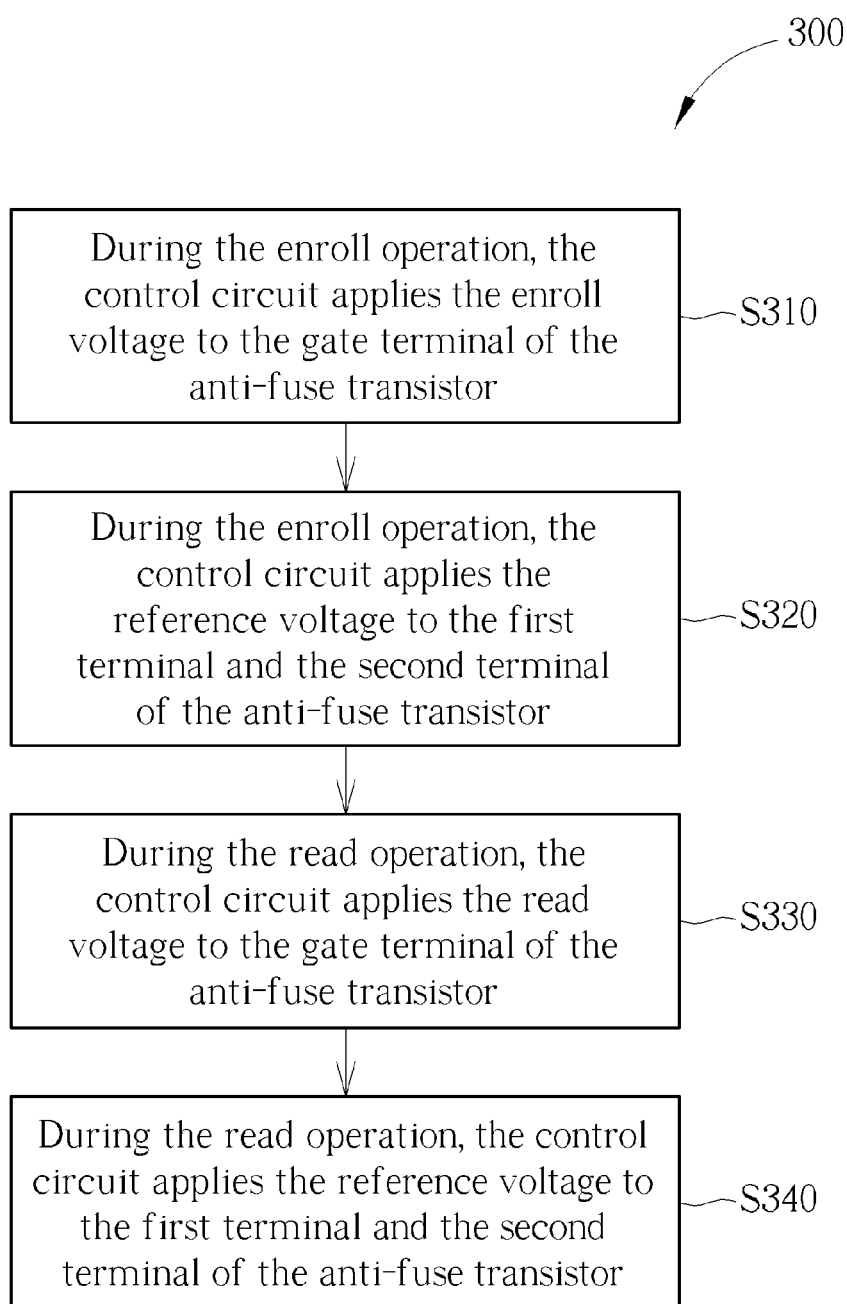 300
During the enroll operation, the
control circuit applies the enroll
voltage to the gate terminal of the
anti-fuse transistor
S310
During the enroll operation, the
control circuit applies the
reference voltage to the first
terminal and the second terminal
of the anti-fuse transistor
S320
During the read operation, the
control circuit applies the read
voltage to the gate terminal of the
anti-fuse transistor
S330
During the read operation, the control
circuit applies the reference voltage to
the first terminal and the second
terminal of the anti-fuse transistor
S340